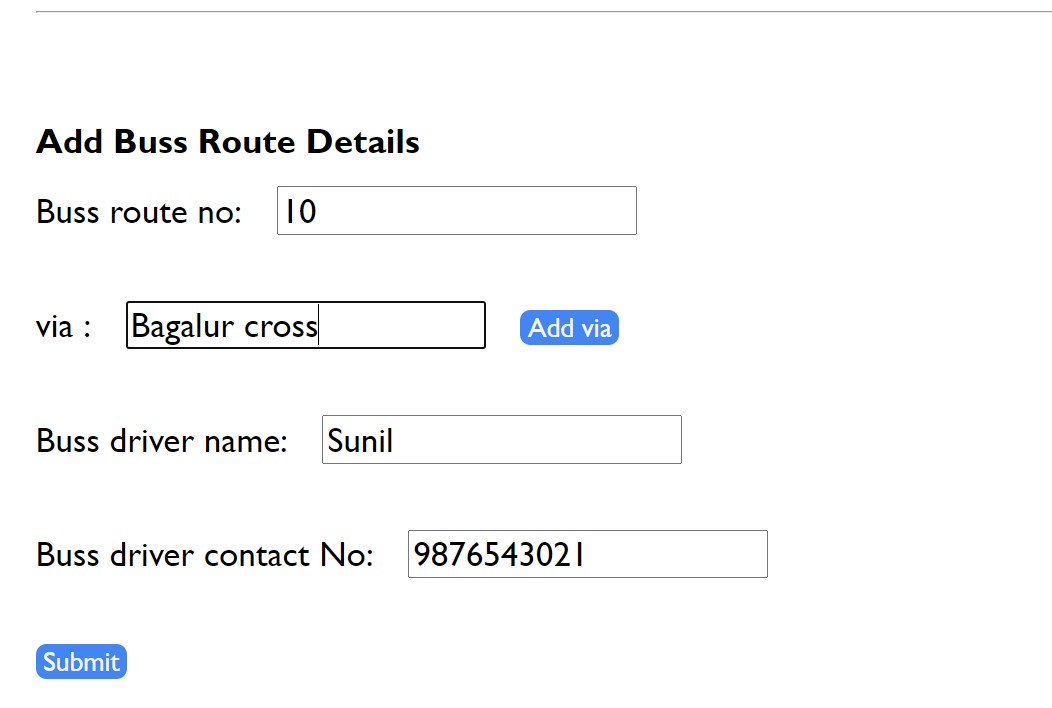 Add Buss Route Details
Buss route no: 10
via : Bagalur cross Add via
Buss driver name: Sunil
Buss driver contact No: 9876543021
Submit